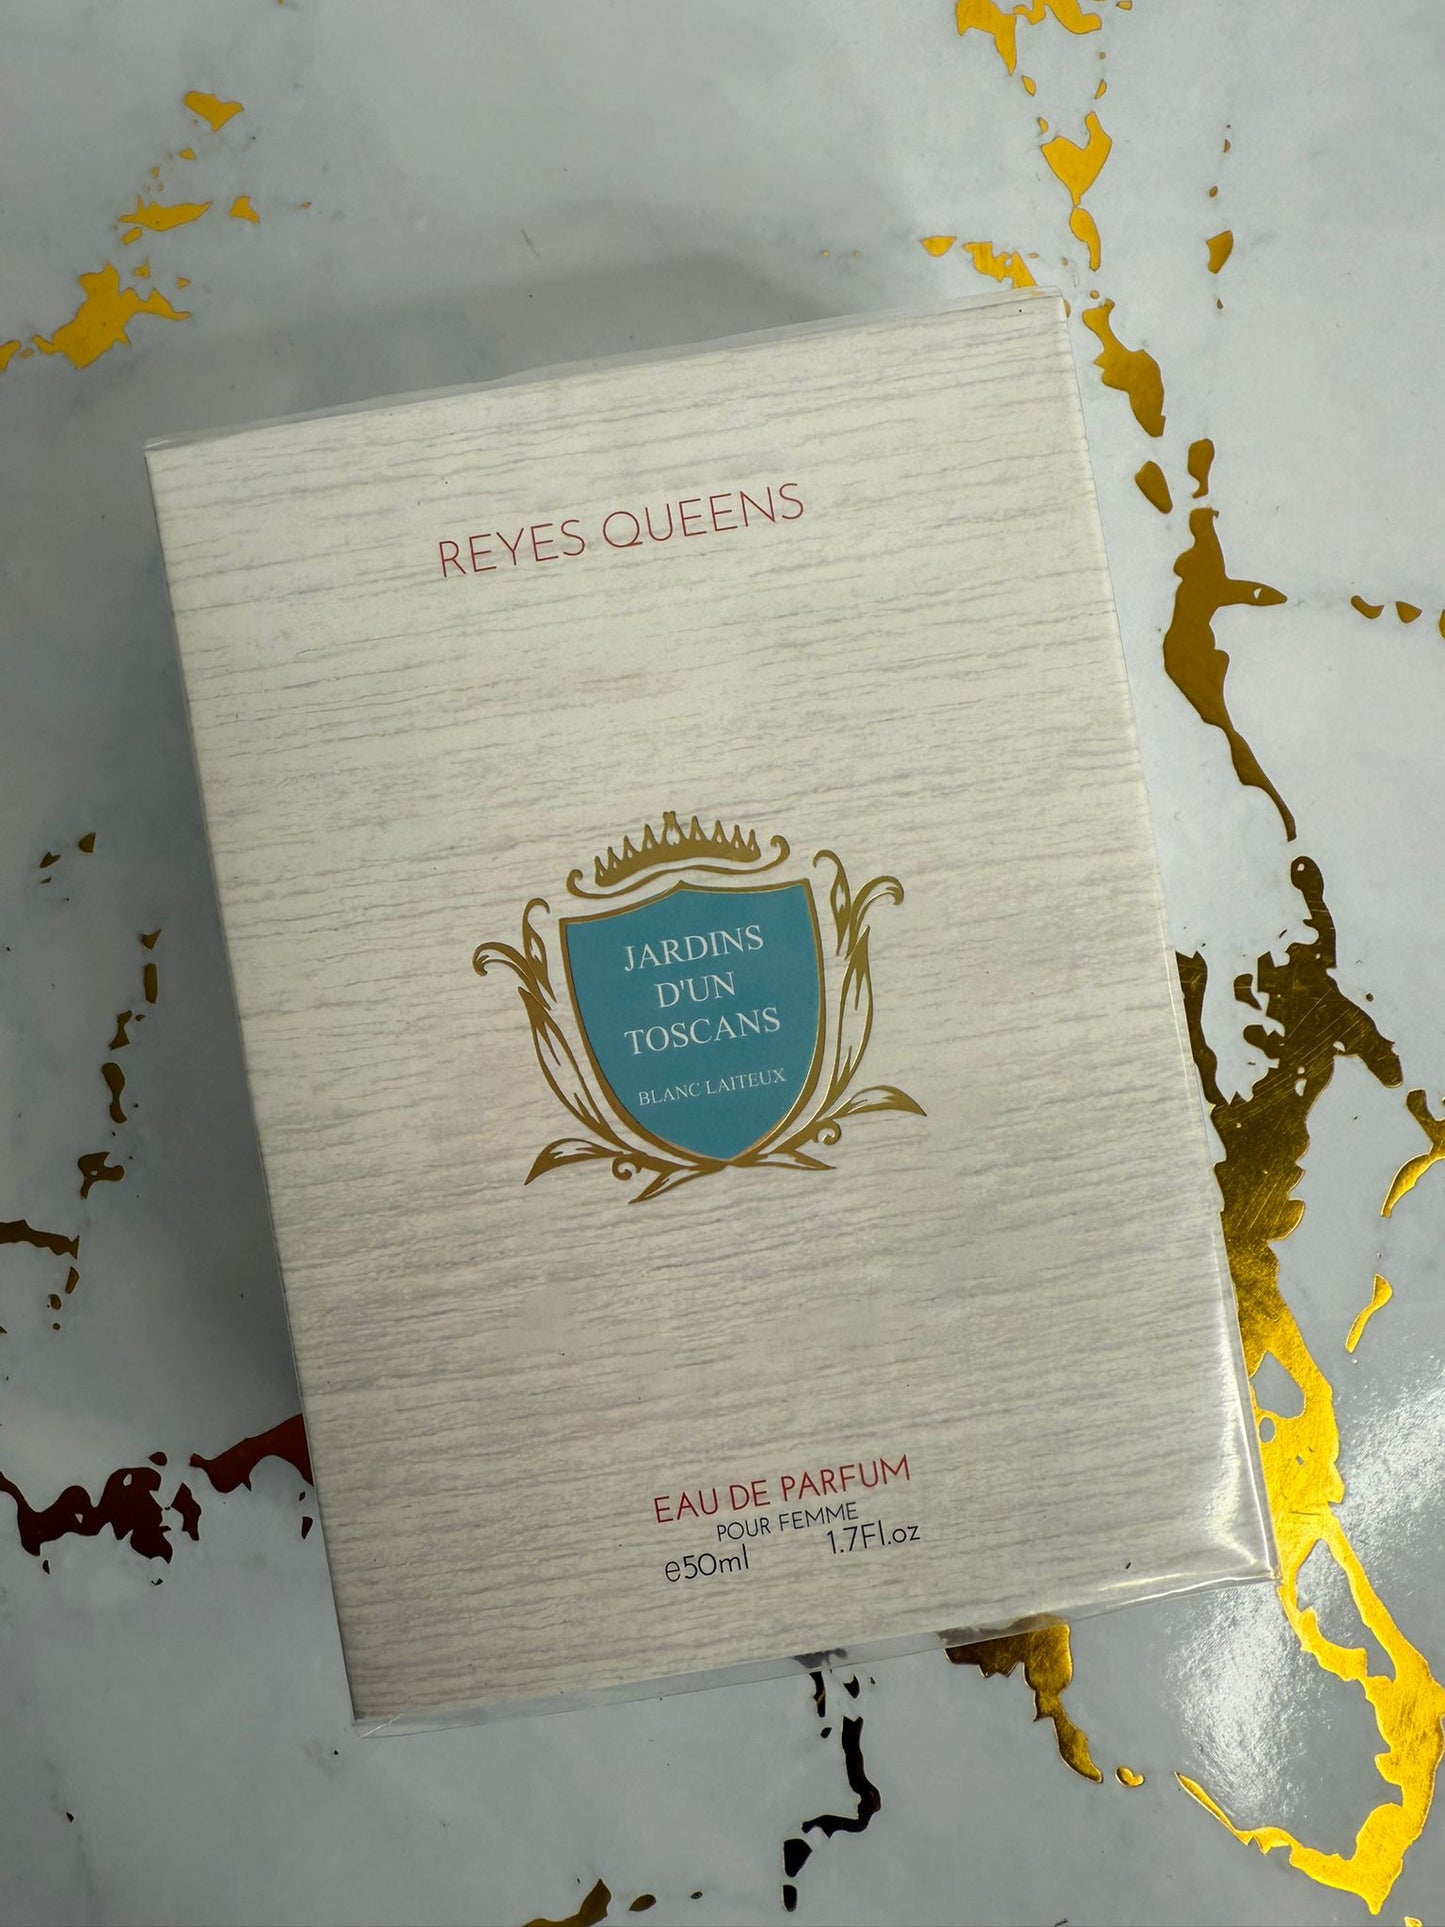 REYES QUEENS
JARDINS
D'UN
TOSCANS
BLANC LAITEUX
EAU DE PARFUM
POUR FEMME
e50ml 1.7Fl.oz